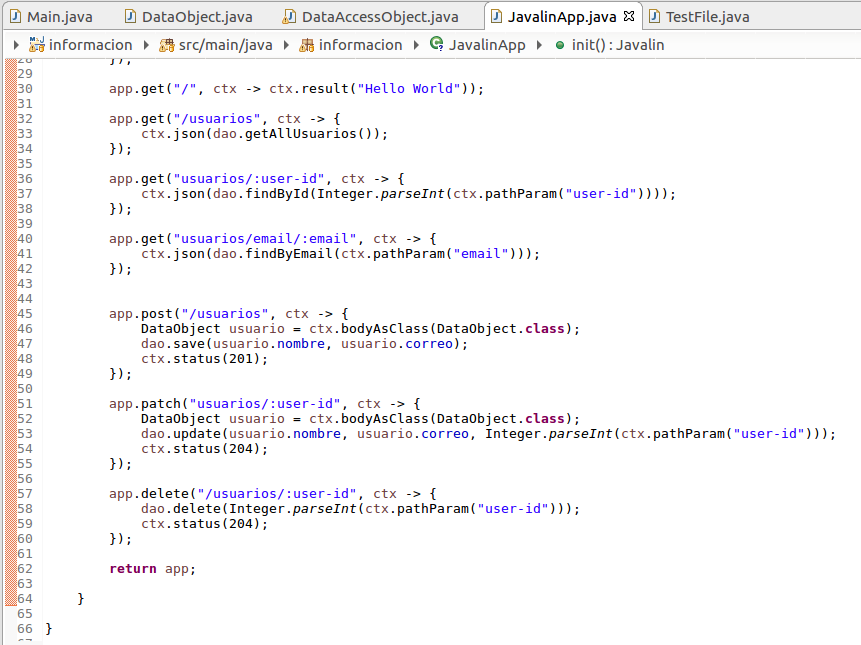 Main.java DataObject.java DataAccessObject.java JavalinApp.java TestFile.java
informacion src/main/java informacion JavalinApp init() : Javalin
28 });
29
30 app.get("/", ctx -> ctx.result("Hello World"));
31
32 app.get("/usuarios", ctx -> {
33 ctx.json(dao.getAllUsuarios());
34 });
35
36 app.get("usuarios/:user-id", ctx -> {
37 ctx.json(dao.findById(Integer.parseInt(ctx.pathParam("user-id"))));
38 });
39
40 app.get("usuarios/email/:email", ctx -> {
41 ctx.json(dao.findByEmail(ctx.pathParam("email")));
42 });
43
44
45 app.post("/usuarios", ctx -> {
46 DataObject usuario = ctx.bodyAsClass(DataObject.class);
47 dao.save(usuario.nombre, usuario.correo);
48 ctx.status(201);
49 });
50
51 app.patch("usuarios/:user-id", ctx -> {
52 DataObject usuario = ctx.bodyAsClass(DataObject.class);
53 dao.update(usuario.nombre, usuario.correo, Integer.parseInt(ctx.pathParam("user-id")));
54 ctx.status(204);
55 });
56
57 app.delete("/usuarios/:user-id", ctx -> {
58 dao.delete(Integer.parseInt(ctx.pathParam("user-id")));
59 ctx.status(204);
60 });
61
62 return app;
63
64 }
65
66 }
67